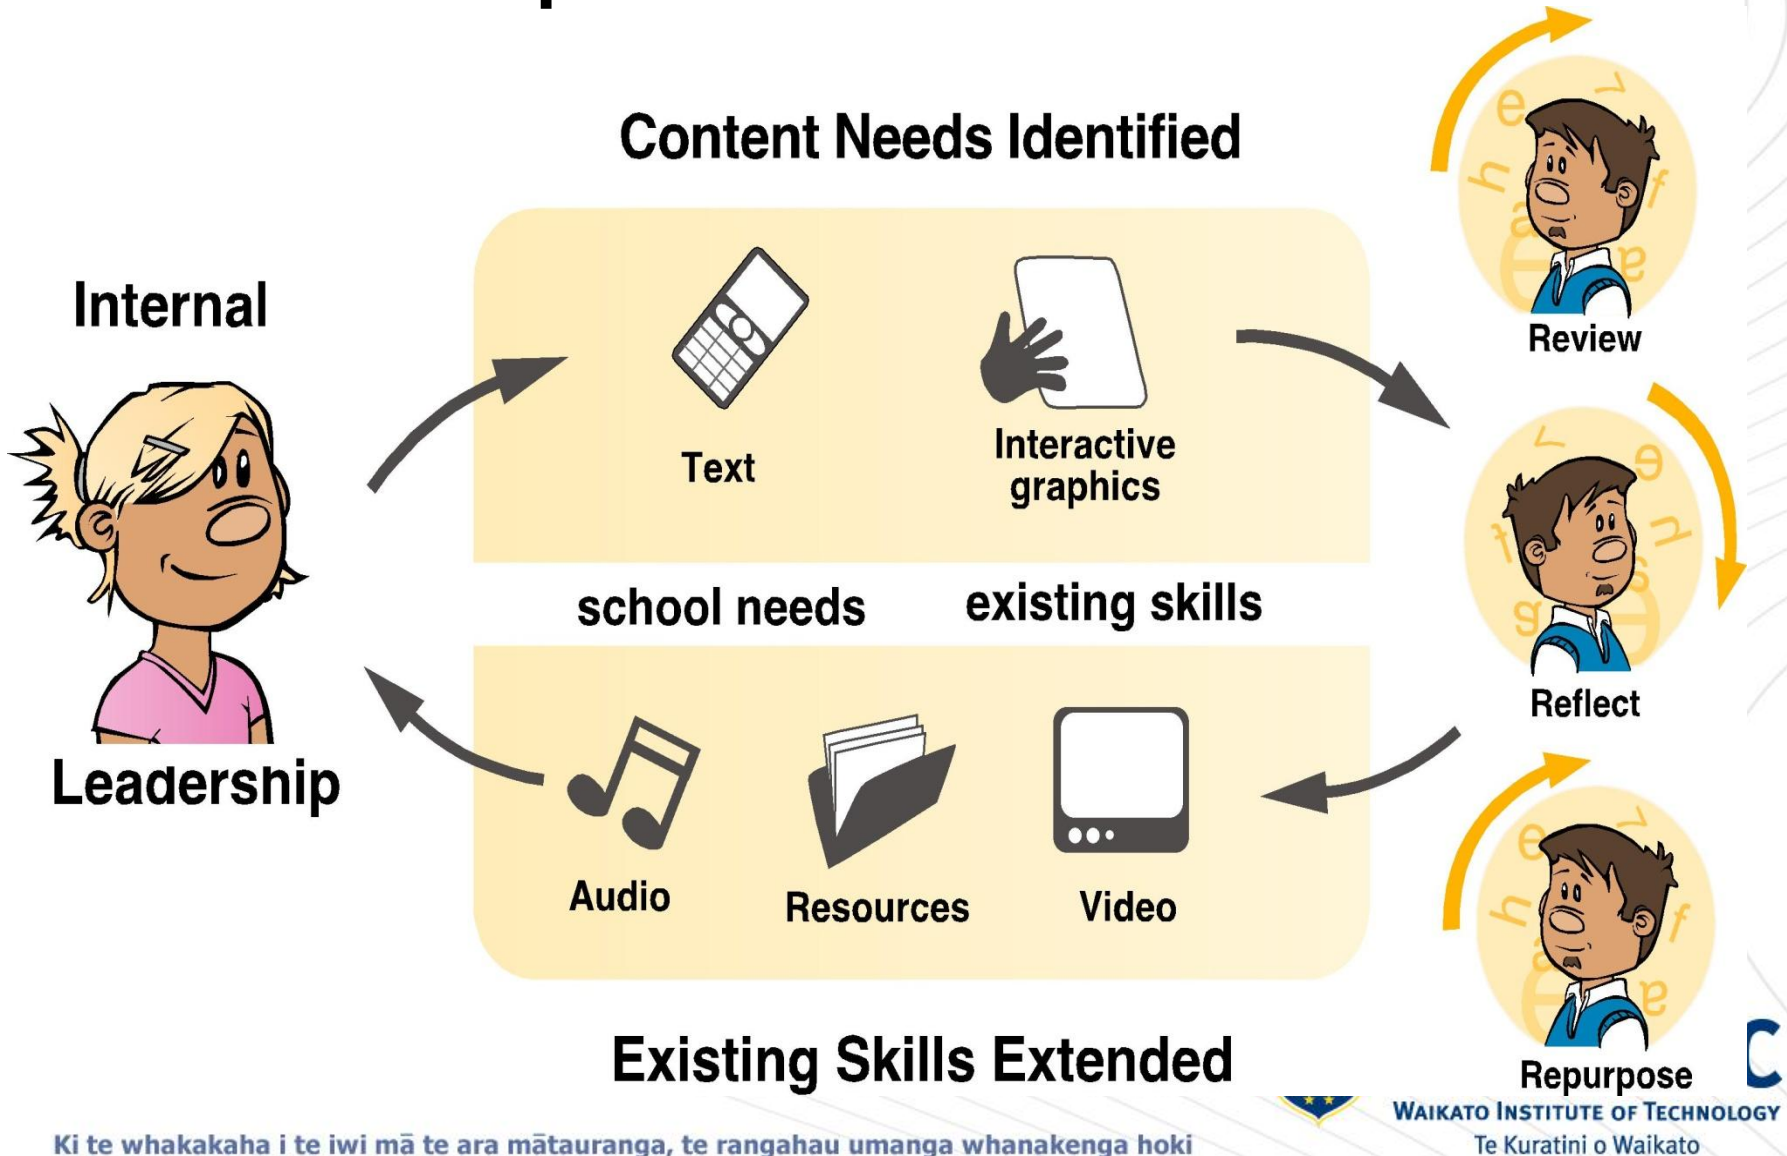 Content Needs Identified
Internal
Leadership
Text
Interactive
graphics
school needs
existing skills
Audio
Resources
Video
Existing Skills Extended
Review
Reflect
Repurpose
WAIKATO INSTITUTE OF TECHNOLOGY
Te Kuratini o Waikato
Ki te whakakaha i te iwi mā te ara mātauranga, te rangahau umanga whanakenga hoki